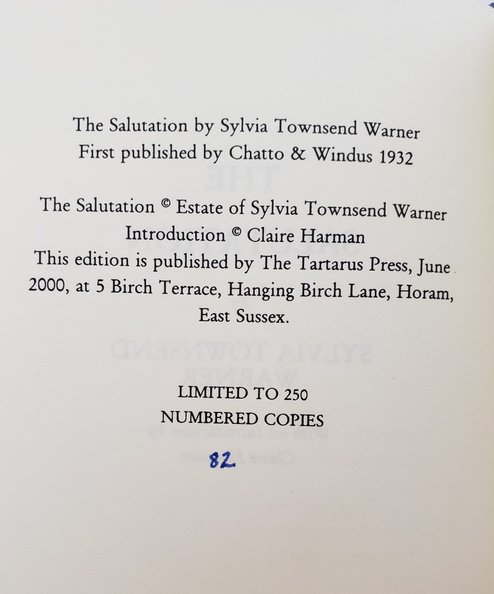 The Salutation by Sylvia Townsend Warner
First published by Chatto & Windus 1932
The Salutation © Estate of Sylvia Townsend Warner
Introduction © Claire Harman
This edition is published by The Tartarus Press, June
2000, at 5 Birch Terrace, Hanging Birch Lane, Horam,
East Sussex.
LIMITED TO 250
NUMBERED COPIES
82